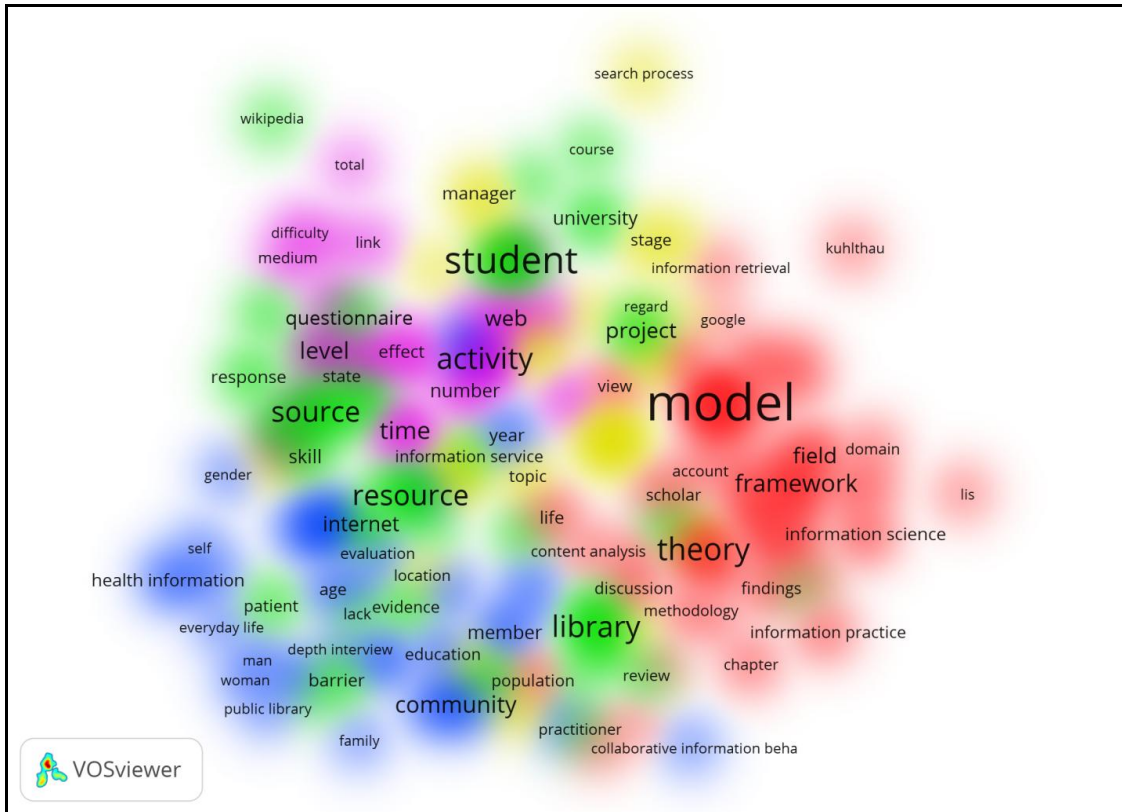 search process
wikipedia
course
total
manager
university
difficulty
link
stage
kuhlthau
medium
student
information retrieval
regard
questionnaire
web
project
google
level
effect
activity
response
state
number
view
model
source
time
year
skill
information service
field
domain
gender
topic
account
framework
resource
scholar
lis
internet
life
information science
self
evaluation
content analysis
theory
health information
age
location
discussion
findings
patient
lack
evidence
methodology
everyday life
member
library
information practice
man
depth interview
education
chapter
woman
barrier
population
review
public library
community
family
practitioner
collaborative information beha
VOSviewer